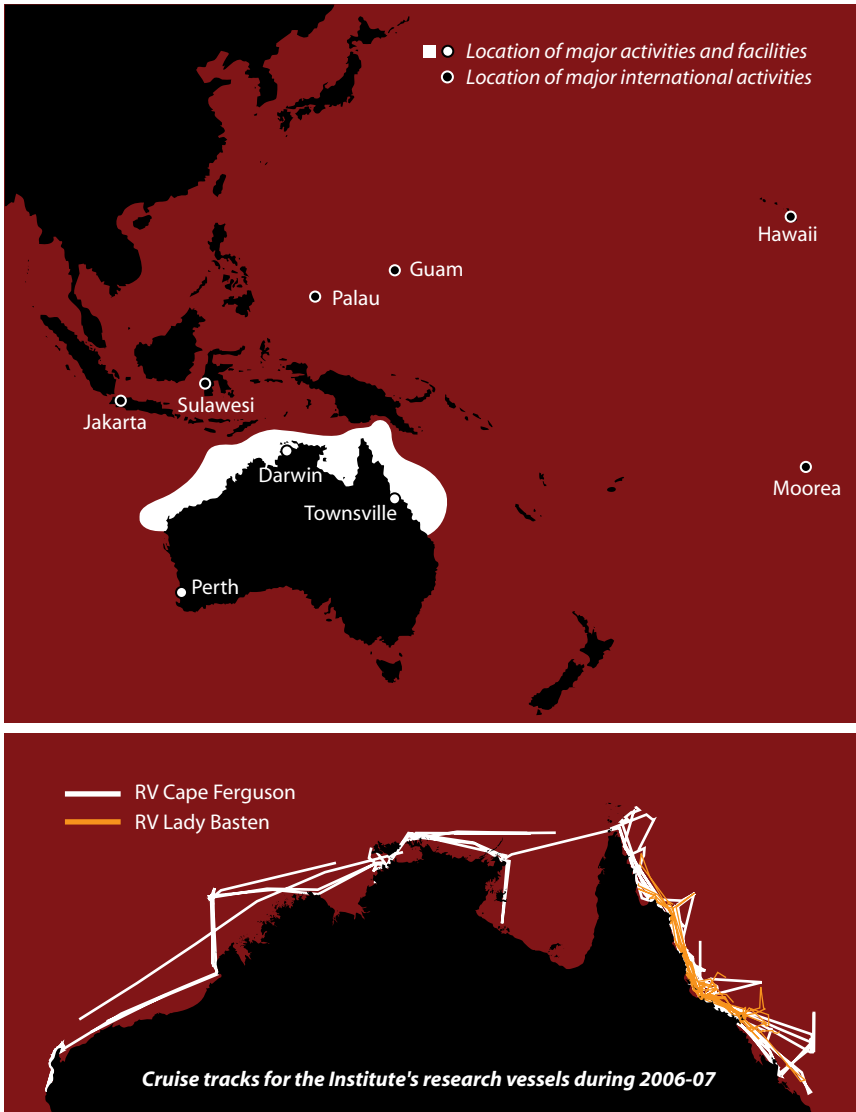 Location of major activities and facilities
Location of major international activities
Hawaii
Guam
Palau
Sulawesi
Jakarta
Darwin
Moorea
Townsville
Perth
RV Cape Ferguson
RV Lady Basten
Cruise tracks for the Institute's research vessels during 2006-07